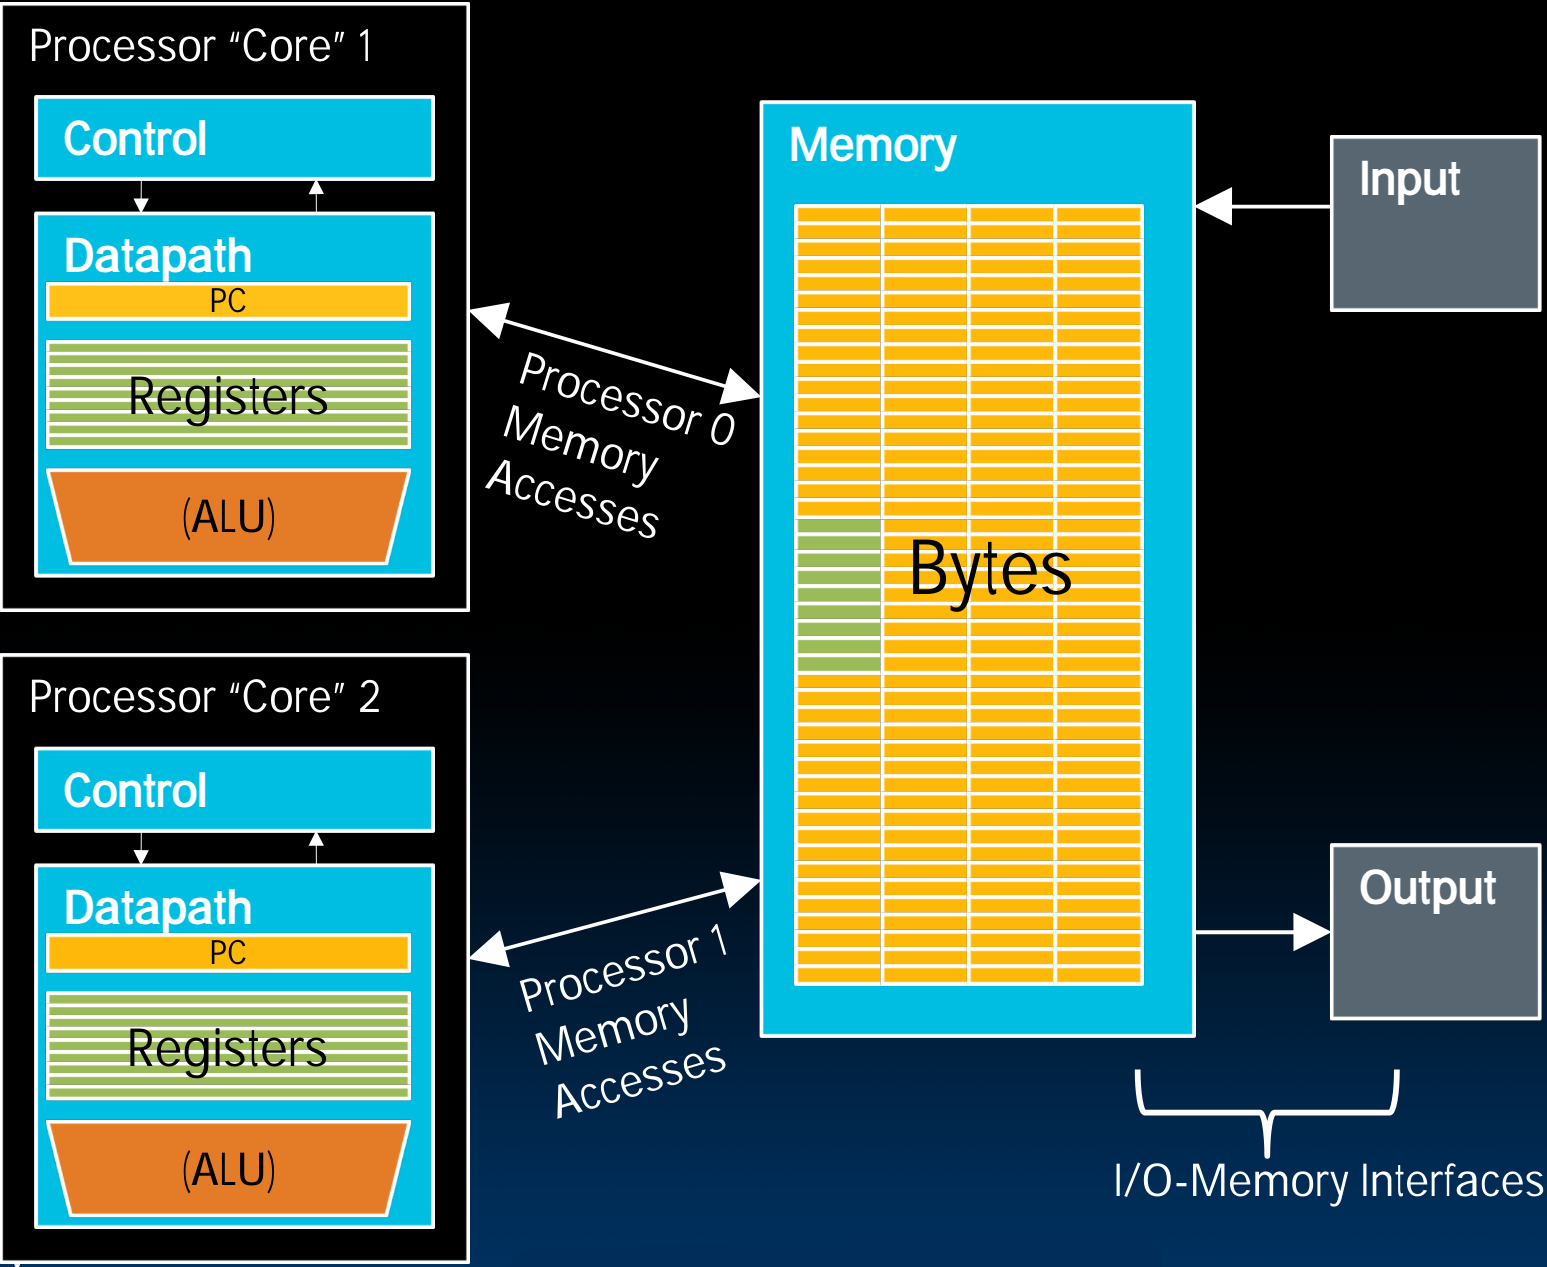 Processor “Core” 1
Control
Datapath
PC
Registers
(ALU)
Processor 0
Memory
Accesses
Memory
Bytes
Input
Processor “Core” 2
Control
Datapath
PC
Registers
(ALU)
Processor 1
Memory
Accesses
Output
I/O-Memory Interfaces